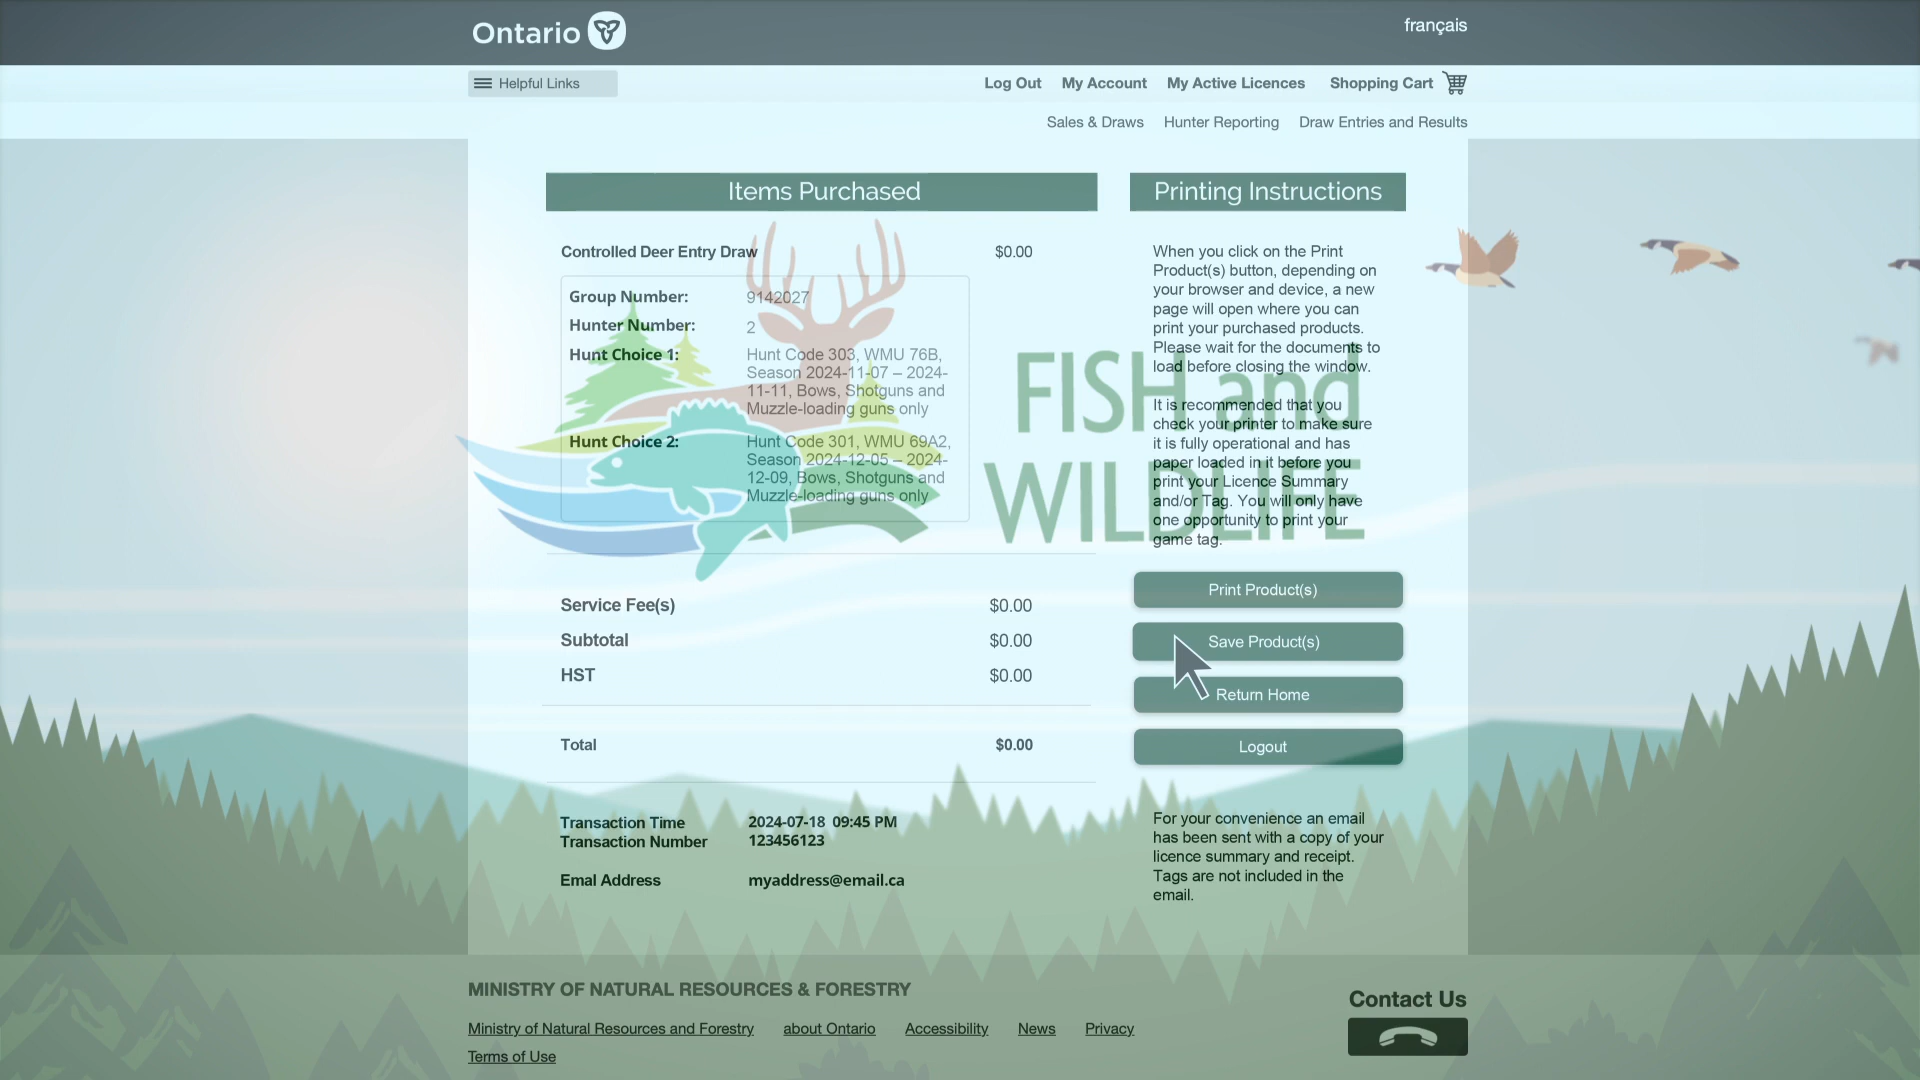 Ontario
français
Helpful Links
Log Out My Account My Active Licences Shopping Cart
Sales & Draws Hunter Reporting Draw Entries and Results
Items Purchased
Controlled Deer Entry Draw $0.00
Group Number: 9142027
Hunter Number: 2
Hunt Choice 1: Hunt Code 303, WMU 76B,
Season 2024-11-07 – 2024-
11-11, Bows, Shotguns and
Muzzle-loading guns only
Hunt Choice 2: Hunt Code 301, WMU 69A2,
Season 2024-12-05 – 2024-
12-09, Bows, Shotguns and
Muzzle-loading guns only
Service Fee(s) $0.00
Subtotal $0.00
HST $0.00
Total $0.00
Transaction Time 2024-07-18 09:45 PM
Transaction Number 123456123
Emal Address myaddress@email.ca
Printing Instructions
When you click on the Print
Product(s) button, depending on
your browser and device, a new
page will open where you can
print your purchased products.
Please wait for the documents to
load before closing the window.
It is recommended that you
check your printer to make sure
it is fully operational and has
paper loaded in it before you
print your Licence Summary
and/or Tag. You will only have
one opportunity to print your
game tag.
Print Product(s)
Save Product(s)
Return Home
Logout
For your convenience an email
has been sent with a copy of your
licence summary and receipt.
Tags are not included in the
email.
FISH and
WILDLIFE
MINISTRY OF NATURAL RESOURCES & FORESTRY
Ministry of Natural Resources and Forestry about Ontario Accessibility News Privacy
Terms of Use
Contact Us